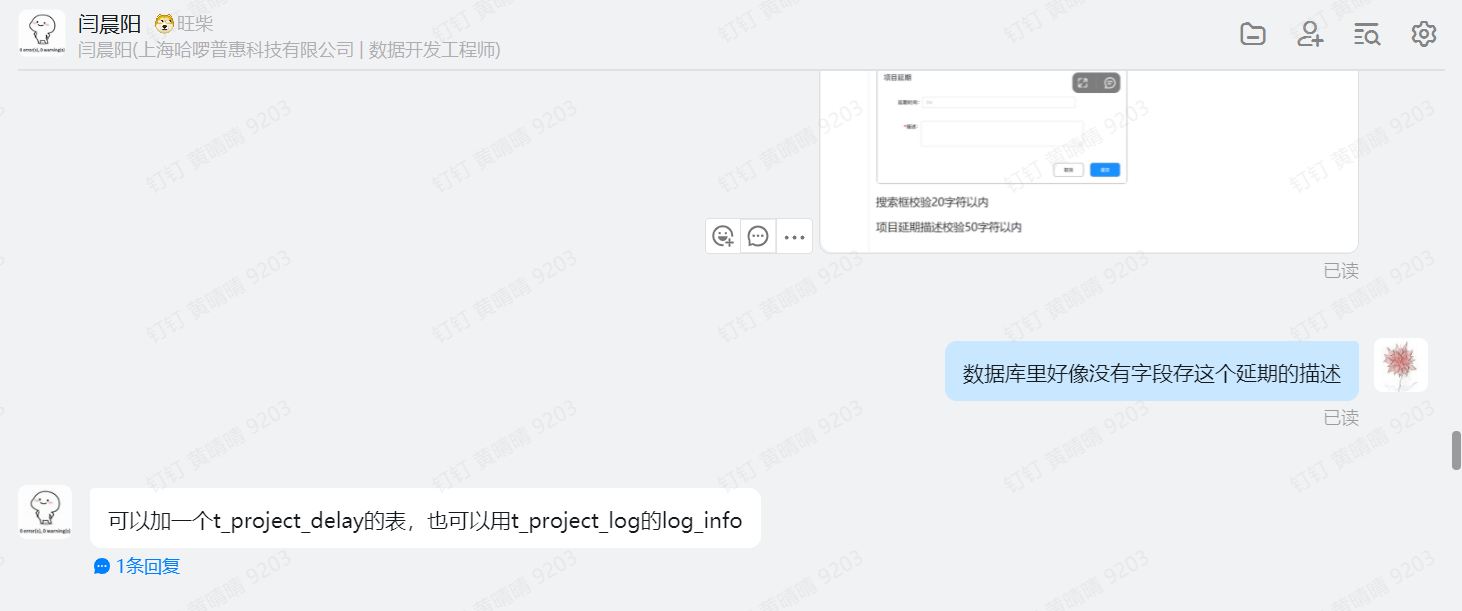 闫晨阳 旺柴
闫晨阳(上海哈啰普惠科技有限公司 | 数据开发工程师)
项目延期
延期时间:
*描述:
取消
搜索框校验20字符以内
项目延期描述校验50字符以内
已读
数据库里好像没有字段存这个延期的描述
已读
0 error(s), 0 warning(s)
可以加一个t_project_delay的表，也可以用t_project_log的log_info
1条回复
钉钉 黄晴晴 9203